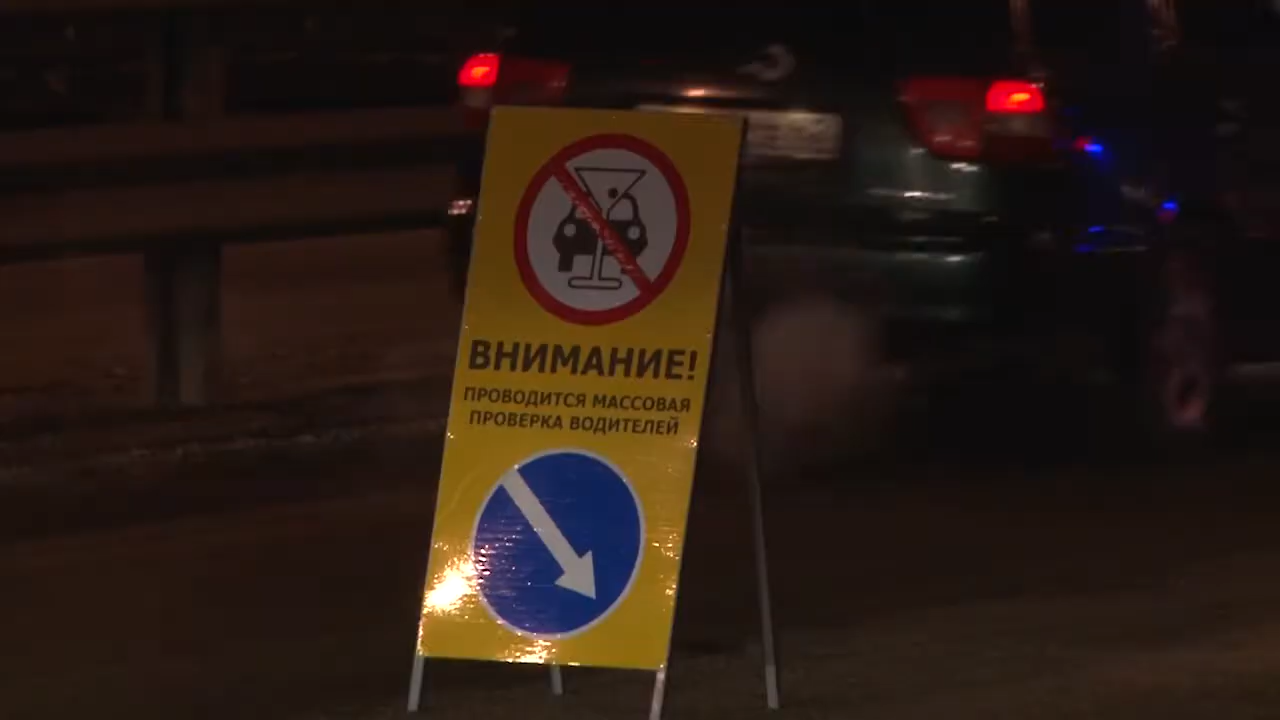 ВНИМАНИЕ!
ПРОВОДИТСЯ МАССОВАЯ
ПРОВЕРКА ВОДИТЕЛЕЙ